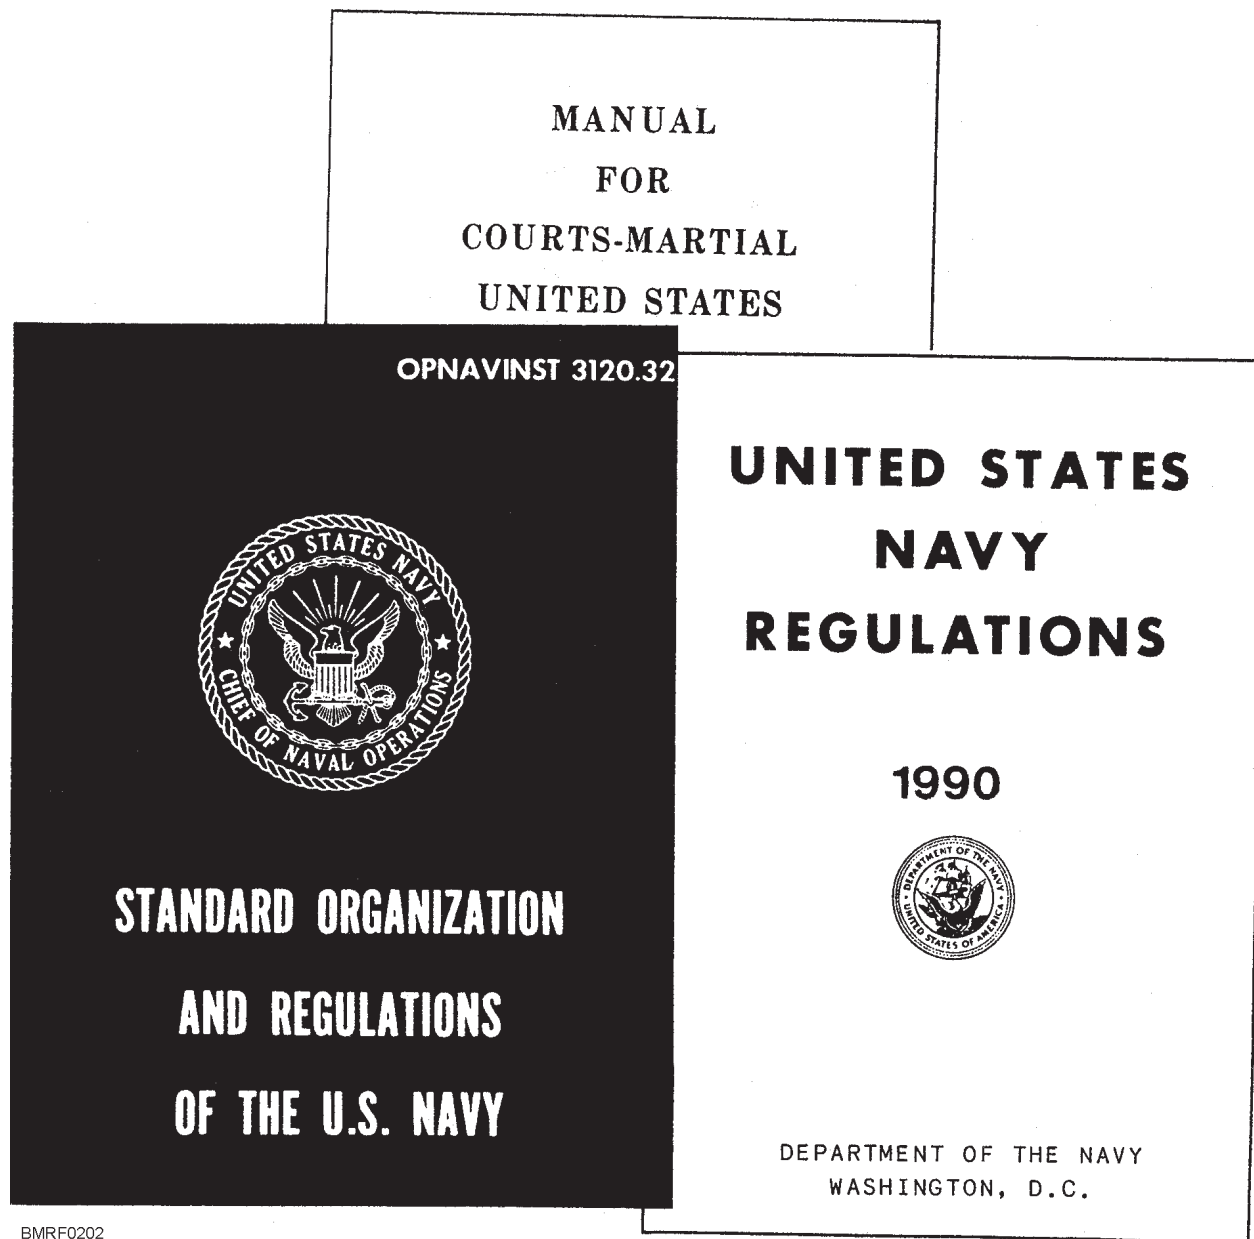 MANUAL
FOR
COURTS-MARTIAL
UNITED STATES
OPNAVINST 3120.32
UNITED STATES NAVY
CHIEF OF NAVAL OPERATIONS
STANDARD ORGANIZATION
AND REGULATIONS
OF THE U.S. NAVY
UNITED STATES
NAVY
REGULATIONS
1990
DEPARTMENT OF THE NAVY
UNITED STATES OF AMERICA
DEPARTMENT OF THE NAVY
WASHINGTON, D.C.
BMRF0202